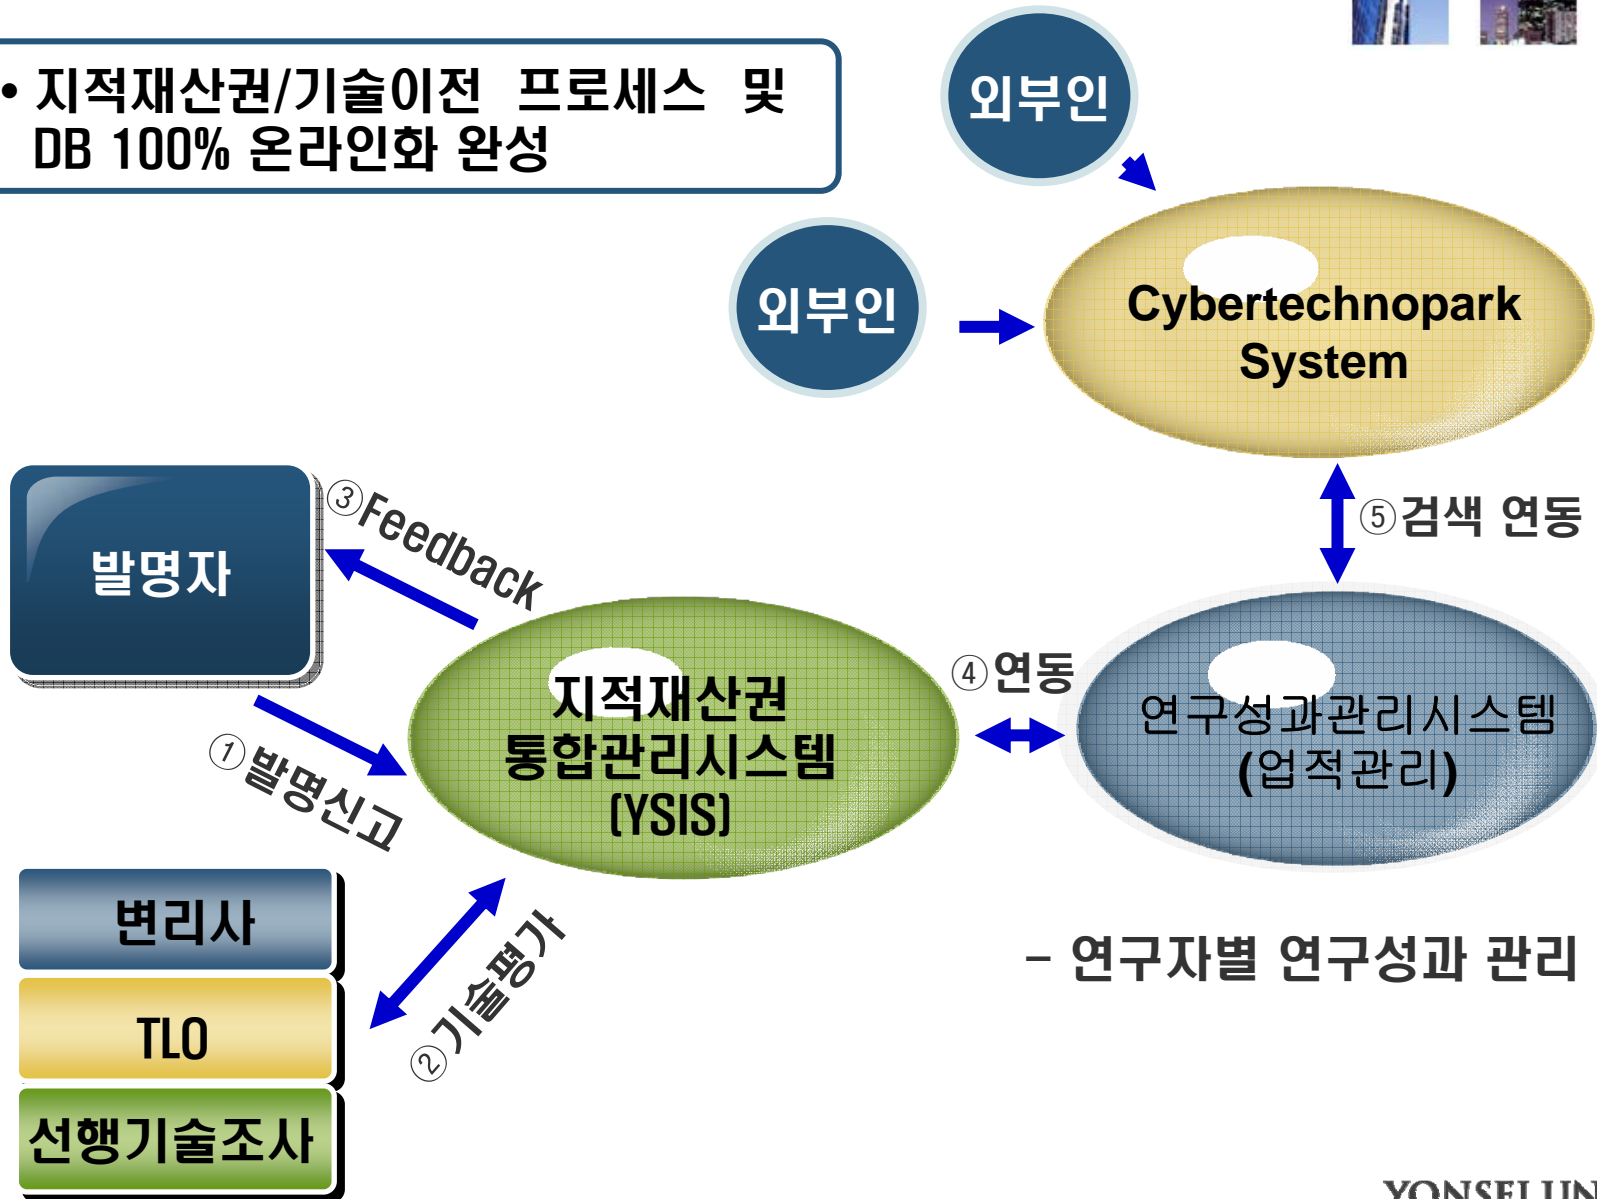 • 지적재산권/기술이전 프로세스 및
DB 100% 온라인화 완성
외부인
외부인
Cybertechnopark
System
⑤검색 연동
발명자
③Feedback
①발명신고
지적재산권
통합관리시스템
(YSIS)
④연동
연구성과관리시스템
(업적관리)
변리사
TLO
선행기술조사
②기술평가
- 연구자별 연구성과 관리
YONSEI UN